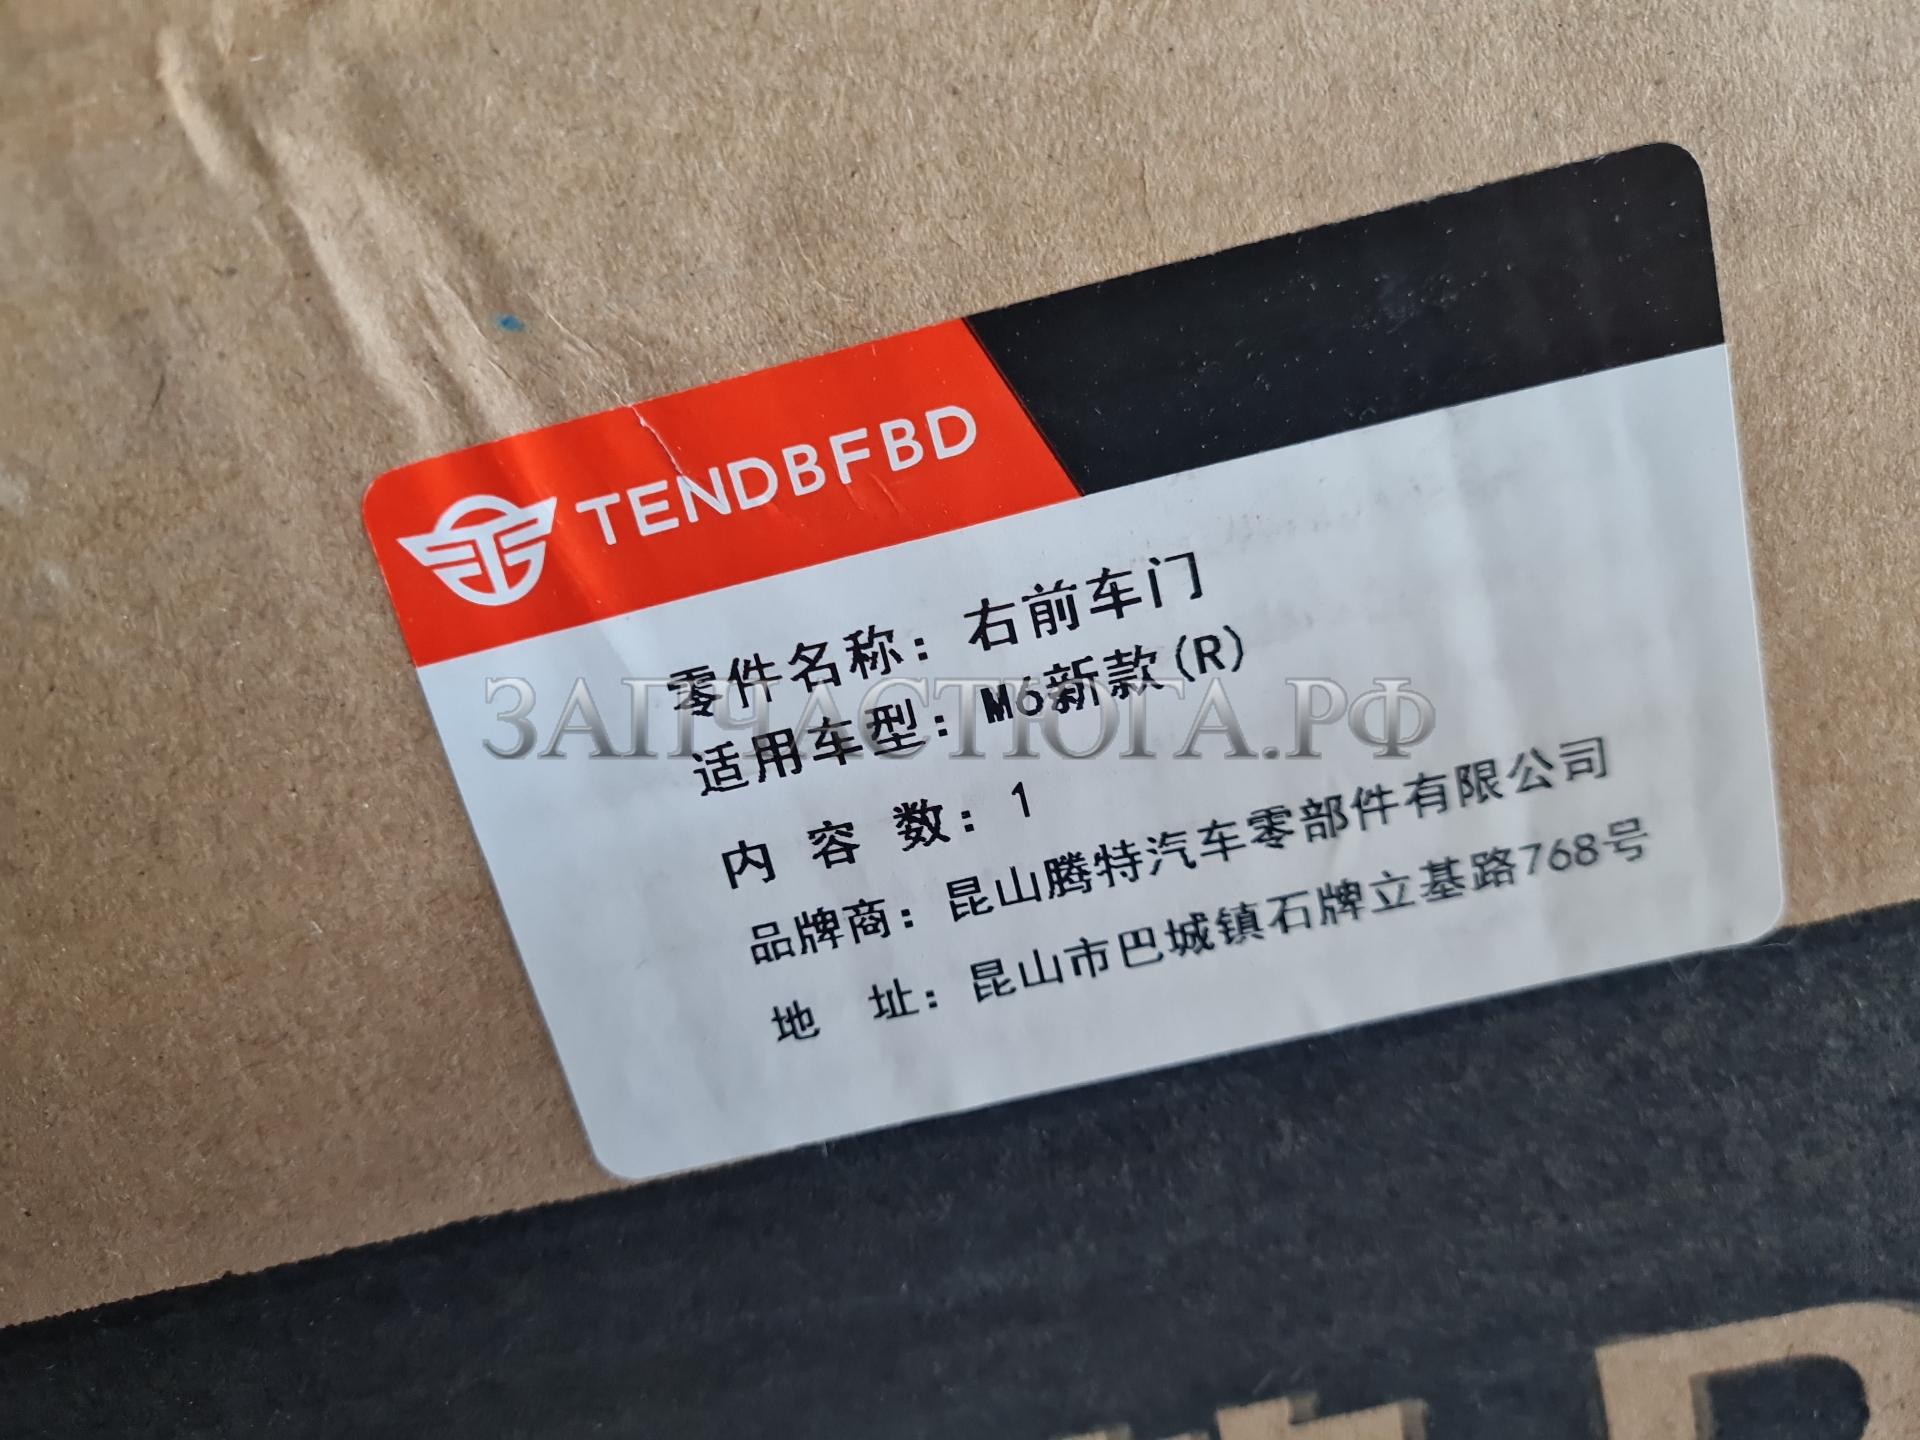 TENDBFBD
零件名称：右前车门
适用车型：M6新款(R)
ЗАПЧАСТЮГА.РФ
内 容 数：1
品牌商：昆山腾特汽车零部件有限公司
地 址：昆山市巴城镇石牌立基路768号